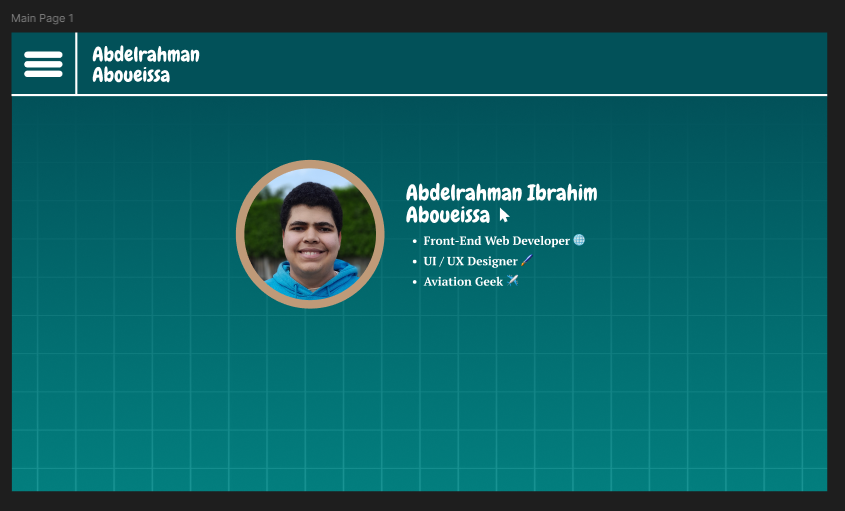 Main Page 1
Abdelrahman
Aboueissa
Abdelrahman Ibrahim
Aboueissa
• Front-End Web Developer 🌐
• UI / UX Designer 🖌️
• Aviation Geek ✈️